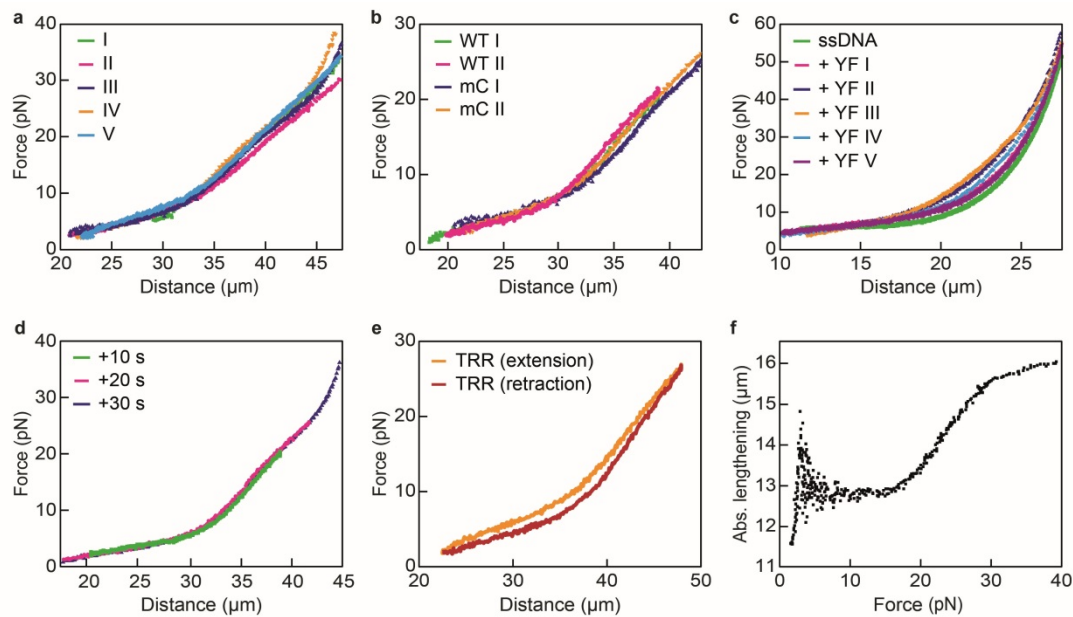 a
40
30
20
10
0
Force (pN)
I
II
III
IV
V
20 25 30 35 40 45
Distance (µm)
b
40
30
20
10
0
Force (pN)
WT I
WT II
mC I
mC II
20 25 30 35 40
Distance (µm)
c
60
50
40
30
20
10
0
Force (pN)
ssDNA
+ YF I
+ YF II
+ YF III
+ YF IV
+ YF V
10 15 20 25
Distance (µm)
d
40
30
20
10
0
Force (pN)
+10 s
+20 s
+30 s
20 25 30 35 40 45
Distance (µm)
e
30
20
10
0
Force (pN)
TRR (extension)
TRR (retraction)
20 30 40 50
Distance (µm)
f
16
15
14
13
12
11
Abs. lengthening (µm)
0 10 20 30 40
Force (pN)